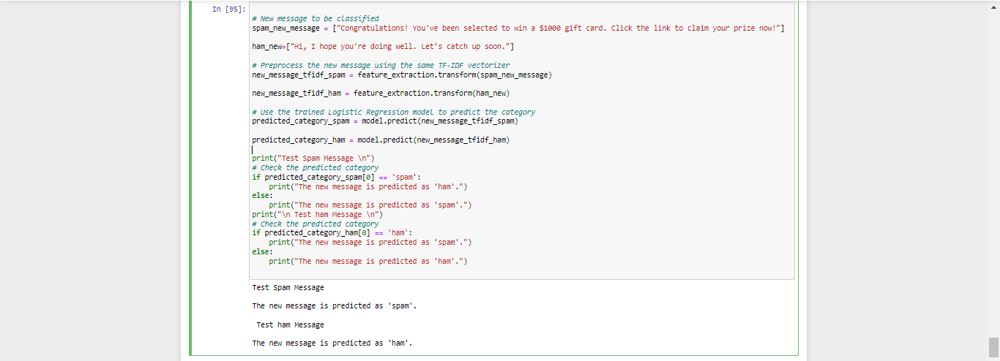 In [95]:
# New message to be classified
spam_new_message = ["Congratulations! You've been selected to win a $1000 gift card. Click the link to claim your prize now!"]
ham_new=["Hi, I hope you're doing well. Let's catch up soon."]
# Preprocess the new message using the same TF-IDF vectorizer
new_message_tfidf_spam = feature_extraction.transform(spam_new_message)
new_message_tfidf_ham = feature_extraction.transform(ham_new)
# Use the trained Logistic Regression model to predict the category
predicted_category_spam = model.predict(new_message_tfidf_spam)
predicted_category_ham = model.predict(new_message_tfidf_ham)
print("Test Spam Message \n")
# Check the predicted category
if predicted_category_spam[0] == 'spam':
    print("The new message is predicted as 'ham'.")
else:
    print("The new message is predicted as 'spam'.")
print("\n Test ham Message \n")
# Check the predicted category
if predicted_category_ham[0] == 'ham':
    print("The new message is predicted as 'spam'.")
else:
    print("The new message is predicted as 'ham'.")
Test Spam Message
The new message is predicted as 'spam'.
 Test ham Message
The new message is predicted as 'ham'.